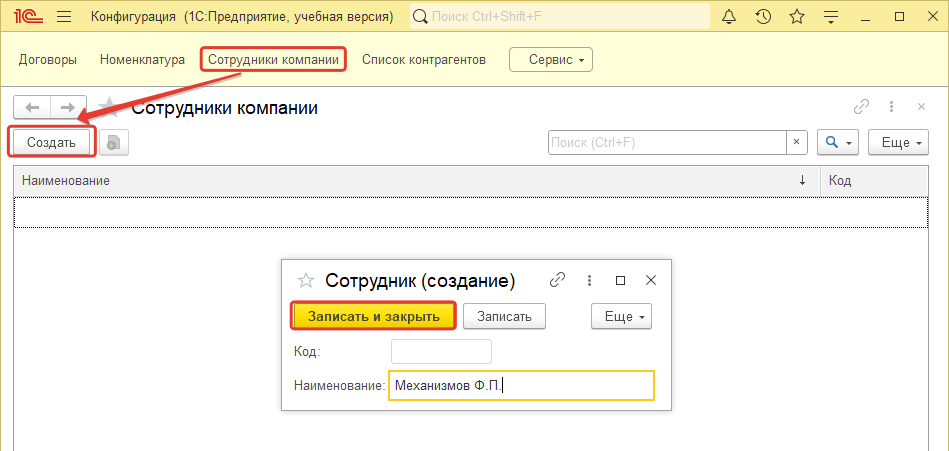 1С Конфигурация (1С:Предприятие, учебная версия) Поиск Ctrl+Shift+F
Договоры Номенклатура Сотрудники компании Список контрагентов Сервис
Сотрудники компании
Создать Поиск (Ctrl+F) Еще
Наименование Код
Сотрудник (создание)
Записать и закрыть Записать Еще
Код:
Наименование: Механизмов Ф.П.